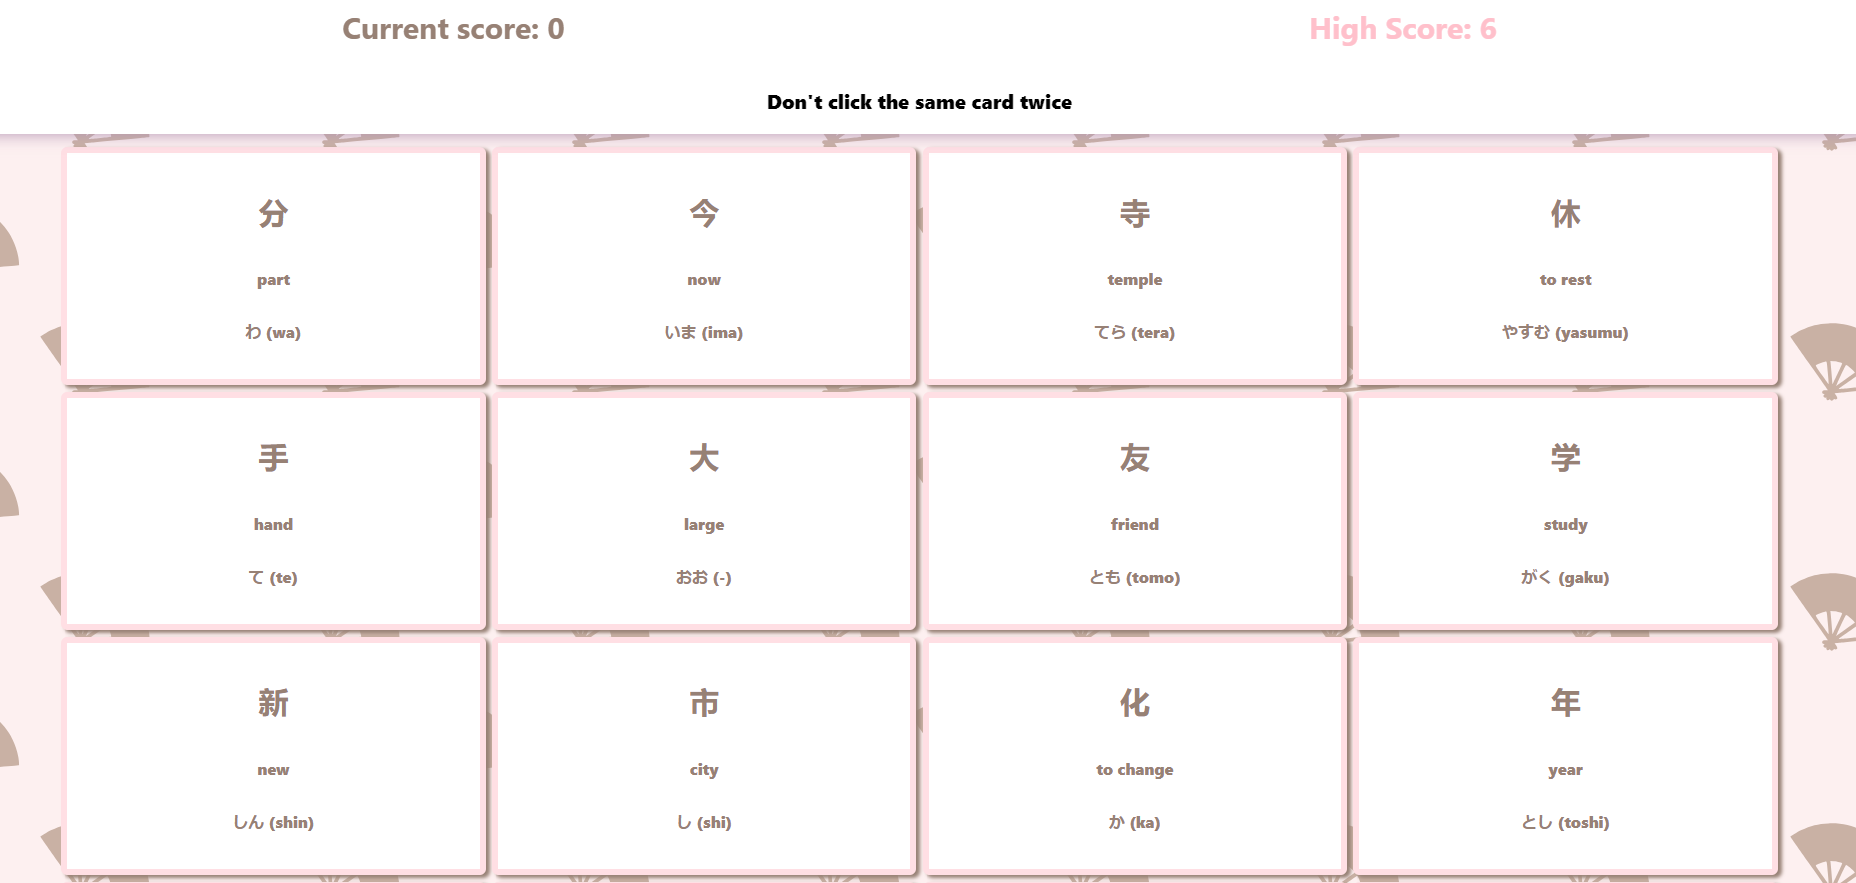 Current score: 0
High Score: 6
Don't click the same card twice
分
part
わ (wa)
今
now
いま (ima)
寺
temple
てら (tera)
休
to rest
やすむ (yasumu)
手
hand
て (te)
大
large
おお (-)
友
friend
とも (tomo)
学
study
がく (gaku)
新
new
しん (shin)
市
city
し (shi)
化
to change
か (ka)
年
year
とし (toshi)